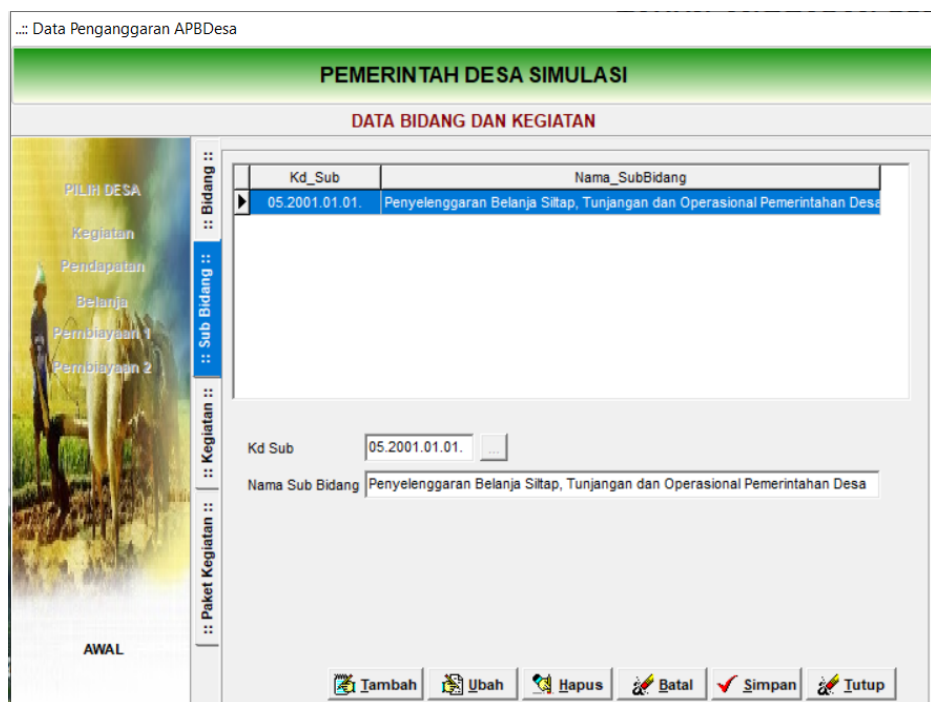 ..:: Data Penganggaran APBDesa
PEMERINTAH DESA SIMULASI
DATA BIDANG DAN KEGIATAN
PILIH DESA
Kegiatan
Pendapatan
Belanja
Pembiayaan 1
Pembiayaan 2
AWAL
:: Bidang ::
:: Sub Bidang ::
:: Kegiatan ::
:: Paket Kegiatan ::
Kd_Sub Nama_SubBidang
05.2001.01.01. Penyelenggaran Belanja Siltap, Tunjangan dan Operasional Pemerintahan Desa
Kd Sub 05.2001.01.01. ...
Nama Sub Bidang Penyelenggaran Belanja Siltap, Tunjangan dan Operasional Pemerintahan Desa
Tambah Ubah Hapus Batal Simpan Tutup